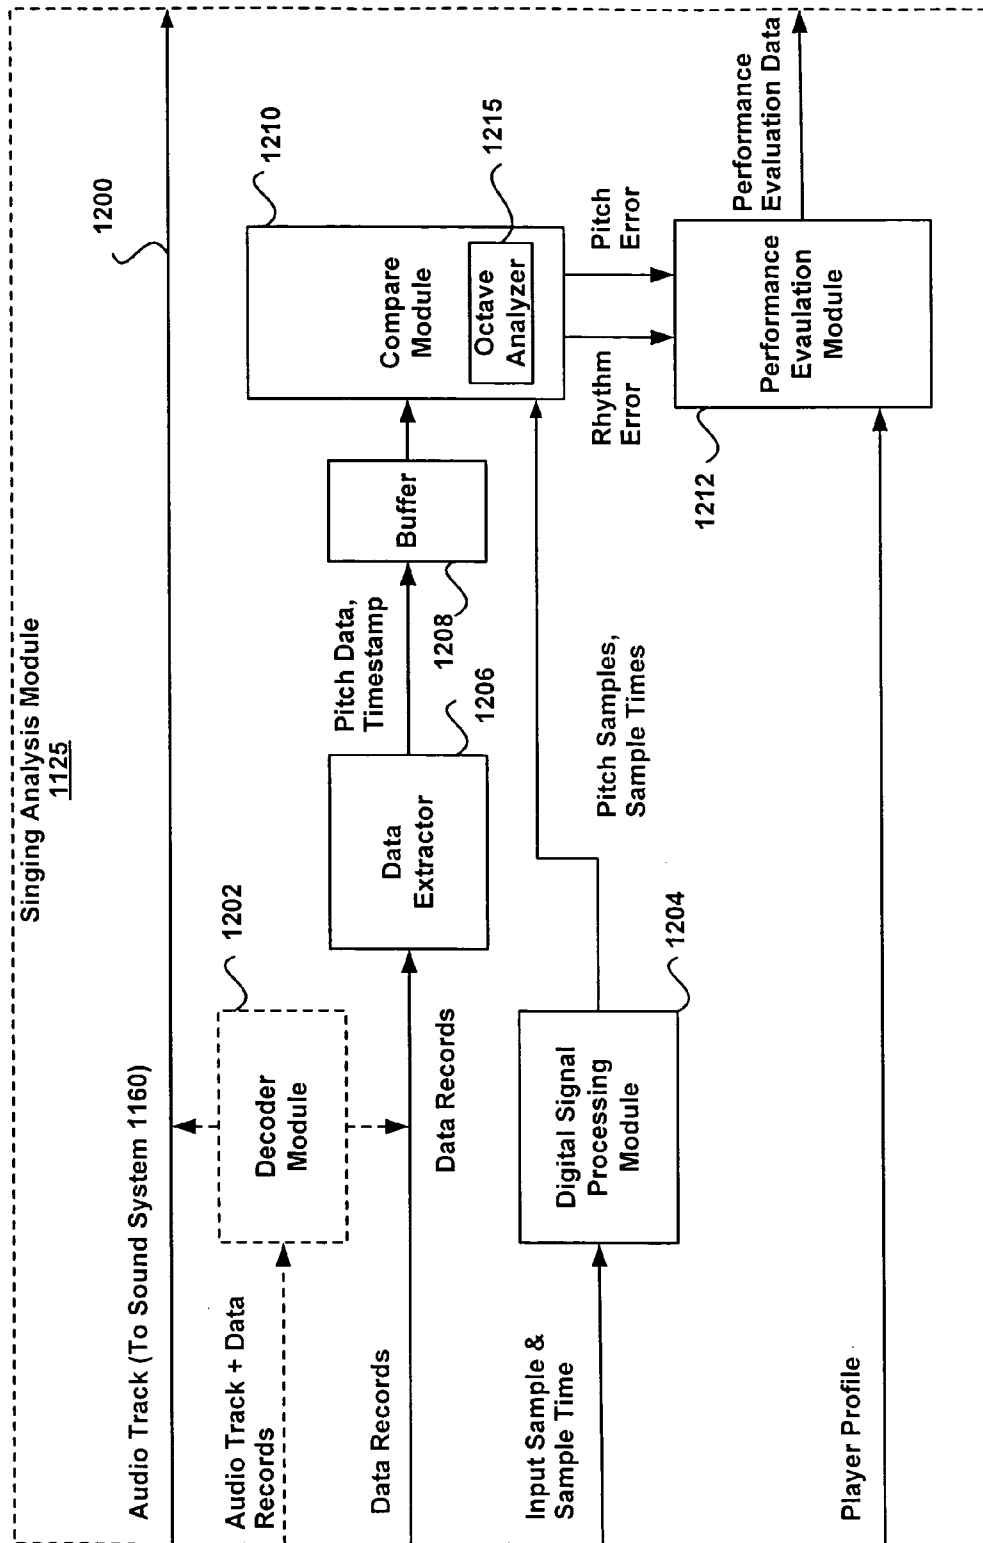 Singing Analysis Module
1125
Audio Track (To Sound System 1160)
1200
Audio Track + Data
Records
Decoder
Module
1202
Data Records
Data Records
Data
Extractor
1206
Pitch Data,
Timestamp
Buffer
1208
Compare
Module
1210
Octave
Analyzer
1215
Input Sample &
Sample Time
Digital Signal
Processing
Module
1204
Pitch Samples,
Sample Times
Rhythm
Error
Pitch
Error
Performance
Evaulation
Module
1212
Performance
Evaluation Data
Player Profile